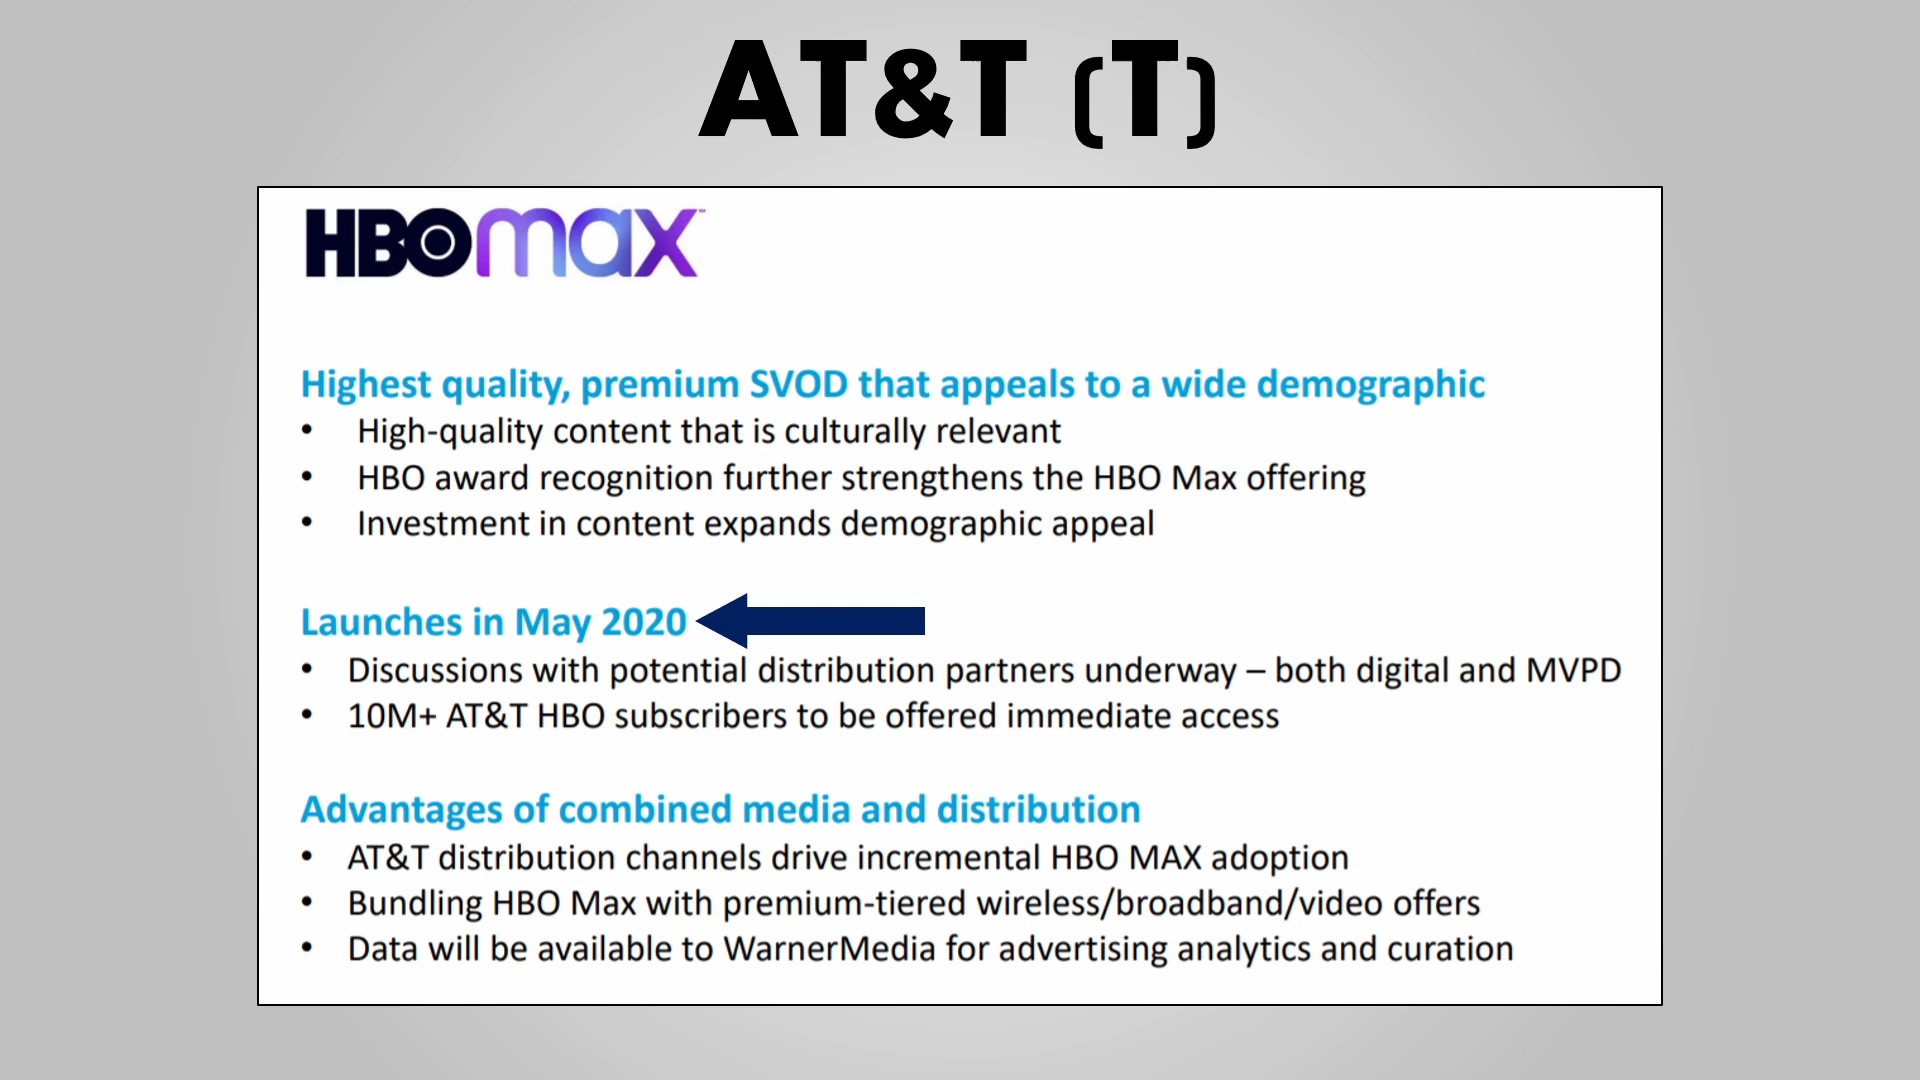 AT&T (T)
HBOmax™
Highest quality, premium SVOD that appeals to a wide demographic
• High-quality content that is culturally relevant
• HBO award recognition further strengthens the HBO Max offering
• Investment in content expands demographic appeal
Launches in May 2020
• Discussions with potential distribution partners underway – both digital and MVPD
• 10M+ AT&T HBO subscribers to be offered immediate access
Advantages of combined media and distribution
• AT&T distribution channels drive incremental HBO MAX adoption
• Bundling HBO Max with premium-tiered wireless/broadband/video offers
• Data will be available to WarnerMedia for advertising analytics and curation